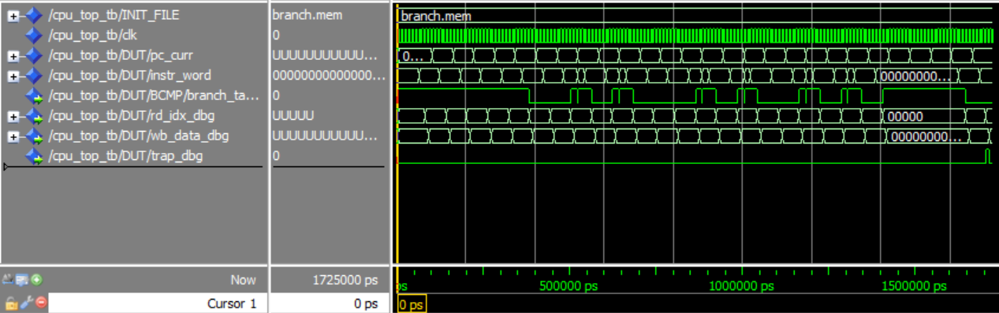 /cpu_top_tb/INIT_FILE branch.mem branch.mem
/cpu_top_tb/clk 0
/cpu_top_tb/DUT/pc_curr UUUUUUUUUUU... 0...
/cpu_top_tb/DUT/instr_word 00000000000000... 00000000...
/cpu_top_tb/DUT/BCMP/branch_ta... 0
/cpu_top_tb/DUT/rd_idx_dbg UUUUU 00000
/cpu_top_tb/DUT/wb_data_dbg UUUUUUUUUUU... 00000000...
/cpu_top_tb/DUT/trap_dbg 0
Now 1725000 ps ps 500000 ps 1000000 ps 1500000 ps
Cursor 1 0 ps 0 ps